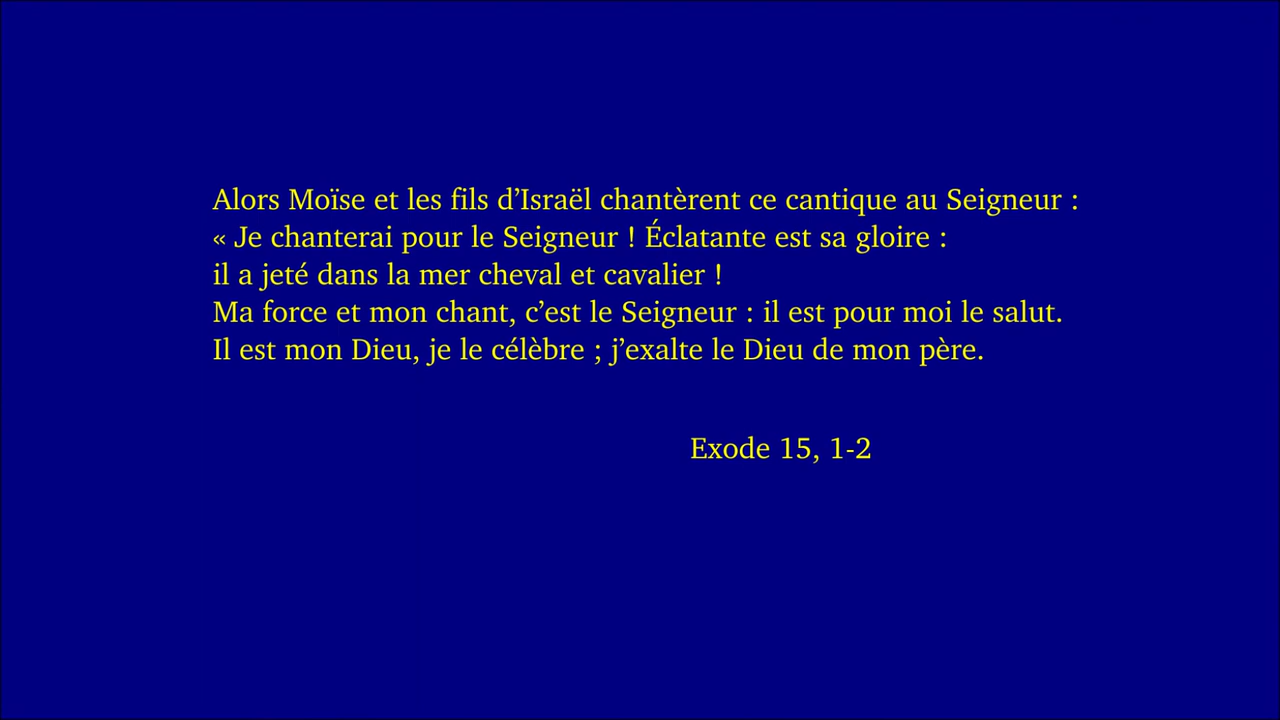 Alors Moïse et les fils d’Israël chantèrent ce cantique au Seigneur :
« Je chanterai pour le Seigneur ! Éclatante est sa gloire :
il a jeté dans la mer cheval et cavalier !
Ma force et mon chant, c’est le Seigneur : il est pour moi le salut.
Il est mon Dieu, je le célèbre ; j’exalte le Dieu de mon père.
Exode 15, 1-2